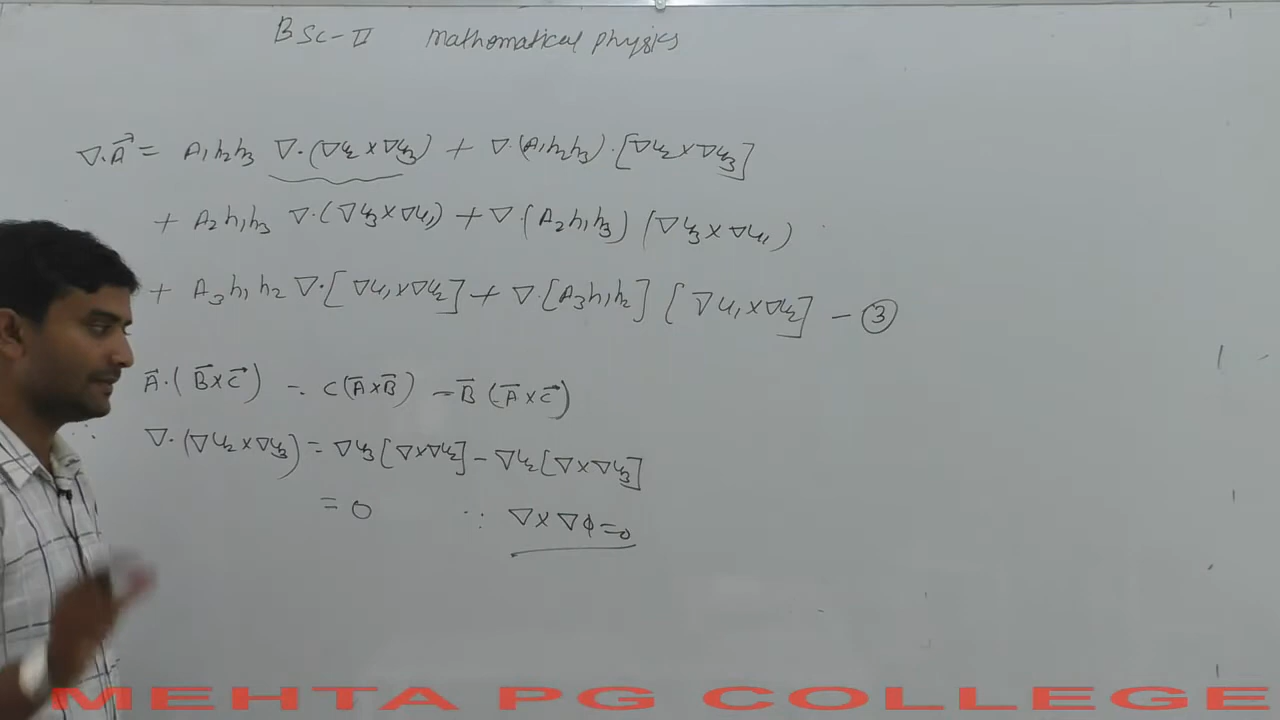 BSc-II mathematical physics
∇·A⃗ = A₁h₂h₃ ∇·(∇u₂×∇u₃) + ∇·(A₁h₂h₃)·[∇u₂×∇u₃]
+ A₂h₁h₃ ∇·(∇u₃×∇u₁) + ∇·(A₂h₁h₃) (∇u₃×∇u₁)
+ A₃h₁h₂ ∇·[∇u₁×∇u₂] + ∇·[A₃h₁h₂] [∇u₁×∇u₂] – ③
A⃗·(B⃗×C⃗) = C(A⃗×B⃗) – B⃗(A⃗×C⃗)
∇·(∇u₂×∇u₃) = ∇u₃[∇×∇u₂] – ∇u₂[∇×∇u₃]
= 0 ∵ ∇×∇ϕ=0
MEHTA PG COLLEGE